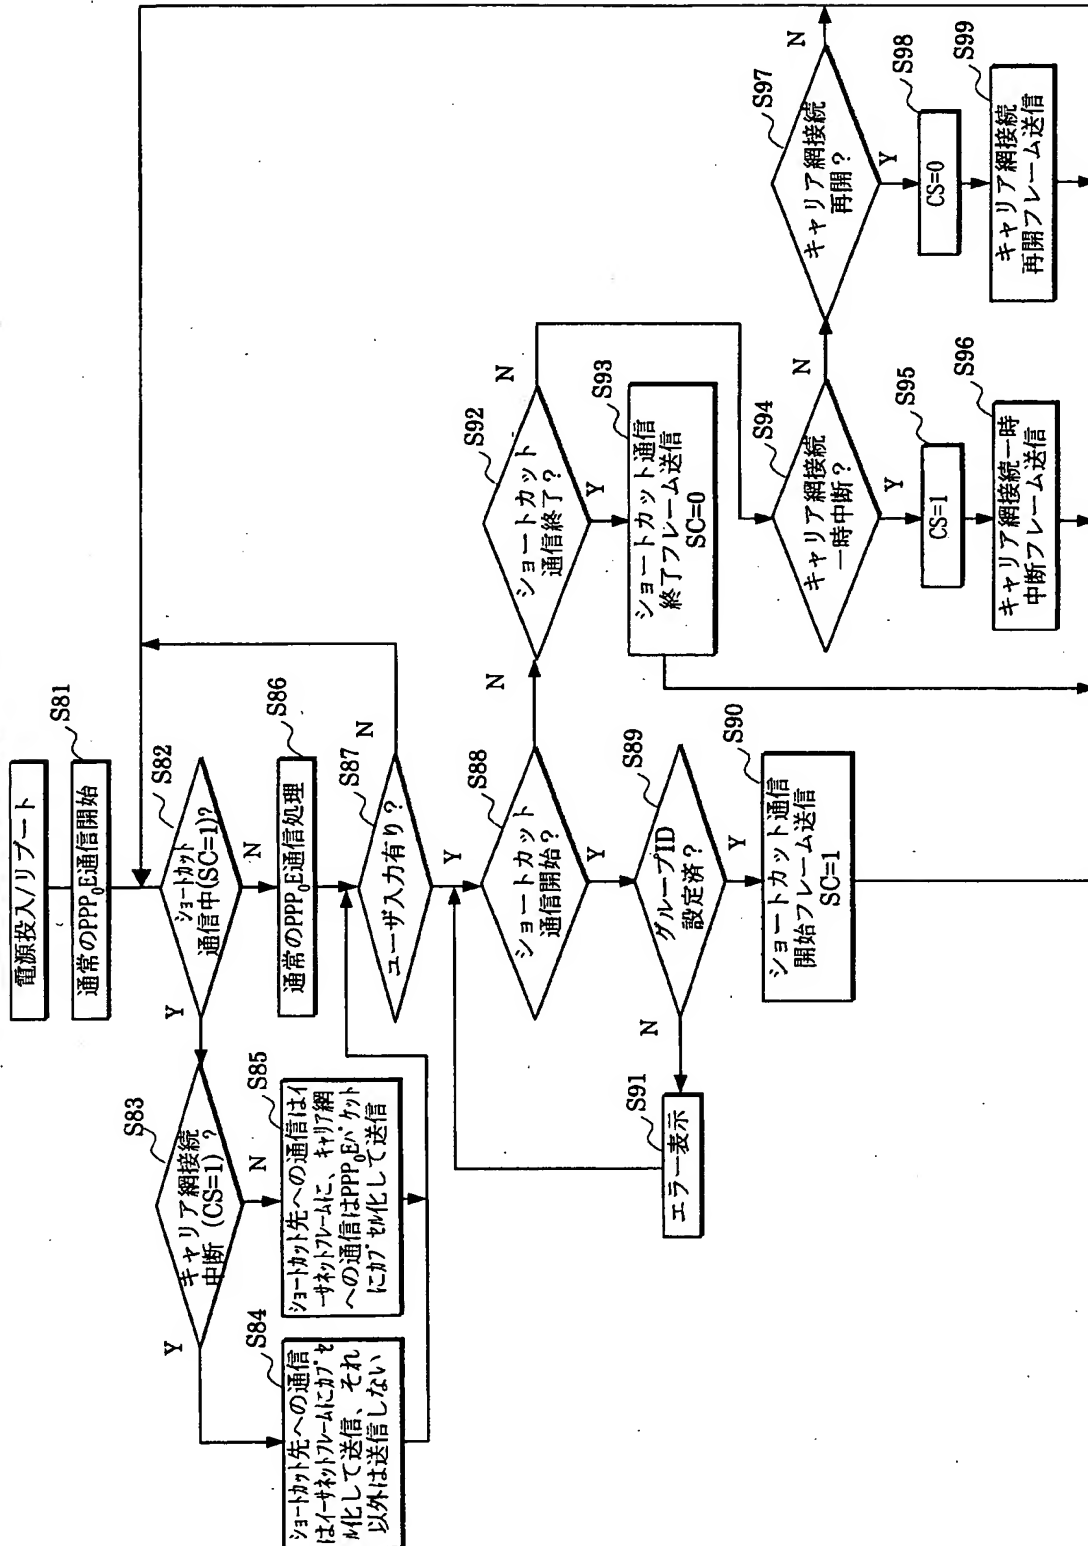 電源投入/リブート
S81
通常のPPP₀E通信開始
S82
ショートカット
通信中(SC=1)?
Y
N
S83
キャリア網接続
中断 (CS=1) ?
Y
N
S84
ショートカット先への通信
はイーサネットフレームにカプセ
ル化して送信、それ
以外は送信しない
S85
ショートカット先への通信はイ
ーサネットフレームに、キャリア網
への通信はPPP₀Eパケット
にカプセル化して送信
S86
通常のPPP₀E通信処理
S87
ユーザ入力有り?
N
Y
S88
ショートカット
通信開始?
N
Y
S89
グループID
設定済?
N
Y
S90
ショートカット通信
開始フレーム送信
SC=1
S91
エラー表示
S92
ショートカット
通信終了?
N
Y
S93
ショートカット通信
終了フレーム送信
SC=0
S94
キャリア網接続
一時中断?
N
Y
S95
CS=1
S96
キャリア網接続一時
中断フレーム送信
S97
キャリア網接続
再開?
N
Y
S98
CS=0
S99
キャリア網接続
再開フレーム送信